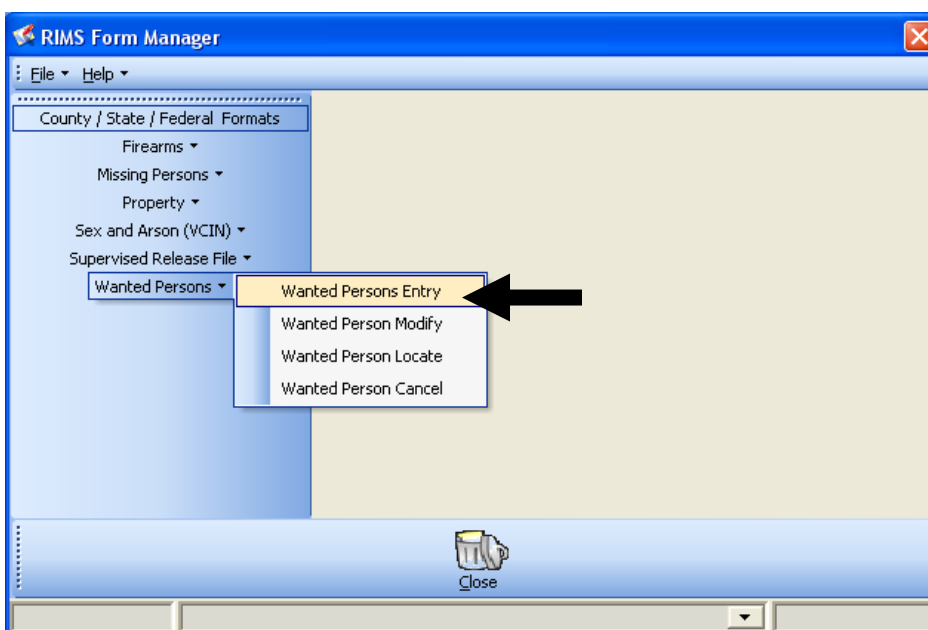 RIMS Form Manager
File Help
County / State / Federal Formats
Firearms
Missing Persons
Property
Sex and Arson (VCIN)
Supervised Release File
Wanted Persons
Wanted Persons Entry
Wanted Person Modify
Wanted Person Locate
Wanted Person Cancel
Close